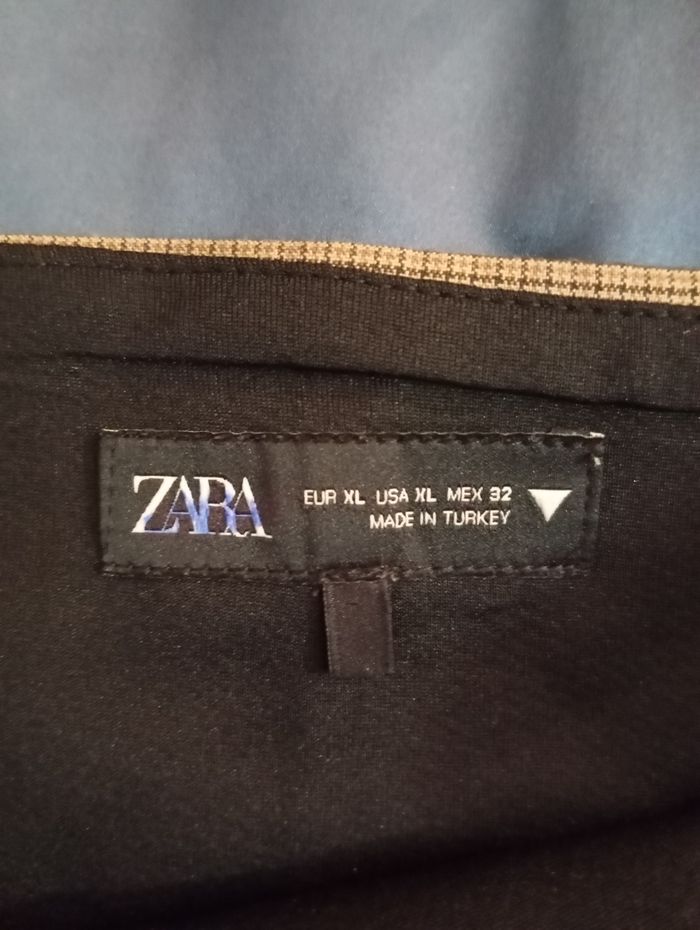 ZARA
EUR XL USA XL MEX 32
MADE IN TURKEY